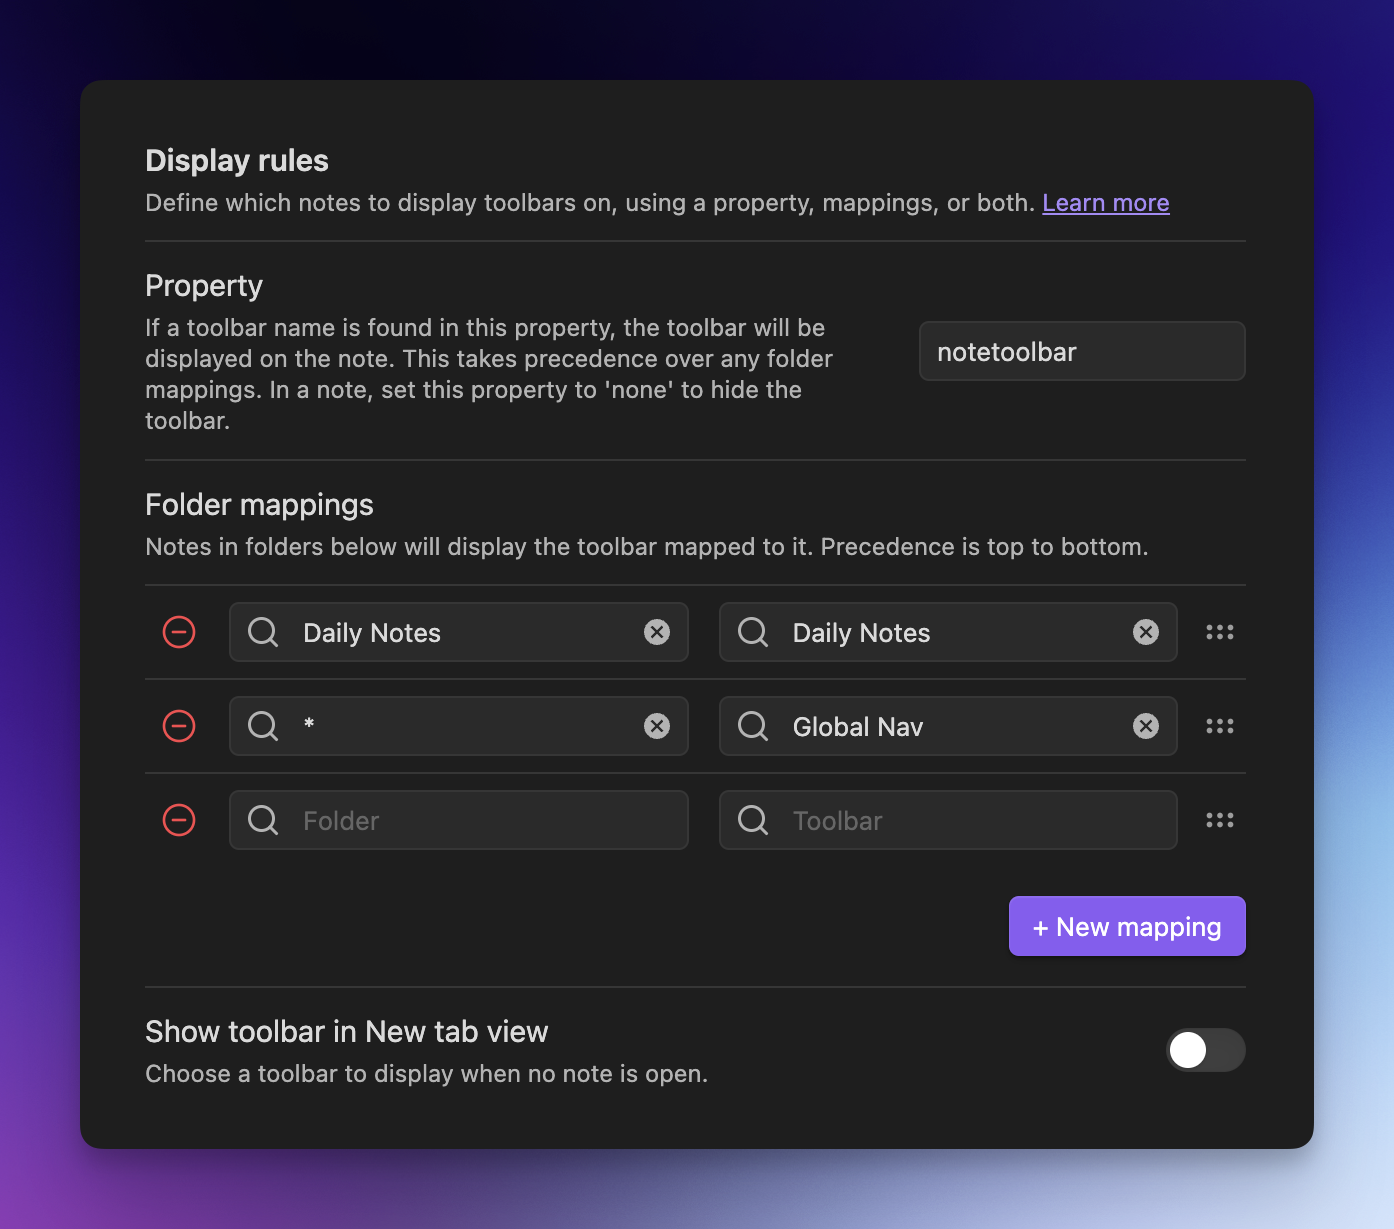 Display rules
Define which notes to display toolbars on, using a property, mappings, or both. Learn more
Property
If a toolbar name is found in this property, the toolbar will be
displayed on the note. This takes precedence over any folder
mappings. In a note, set this property to 'none' to hide the
toolbar.
notetoolbar
Folder mappings
Notes in folders below will display the toolbar mapped to it. Precedence is top to bottom.
Daily Notes Daily Notes
* Global Nav
Folder Toolbar
+ New mapping
Show toolbar in New tab view
Choose a toolbar to display when no note is open.